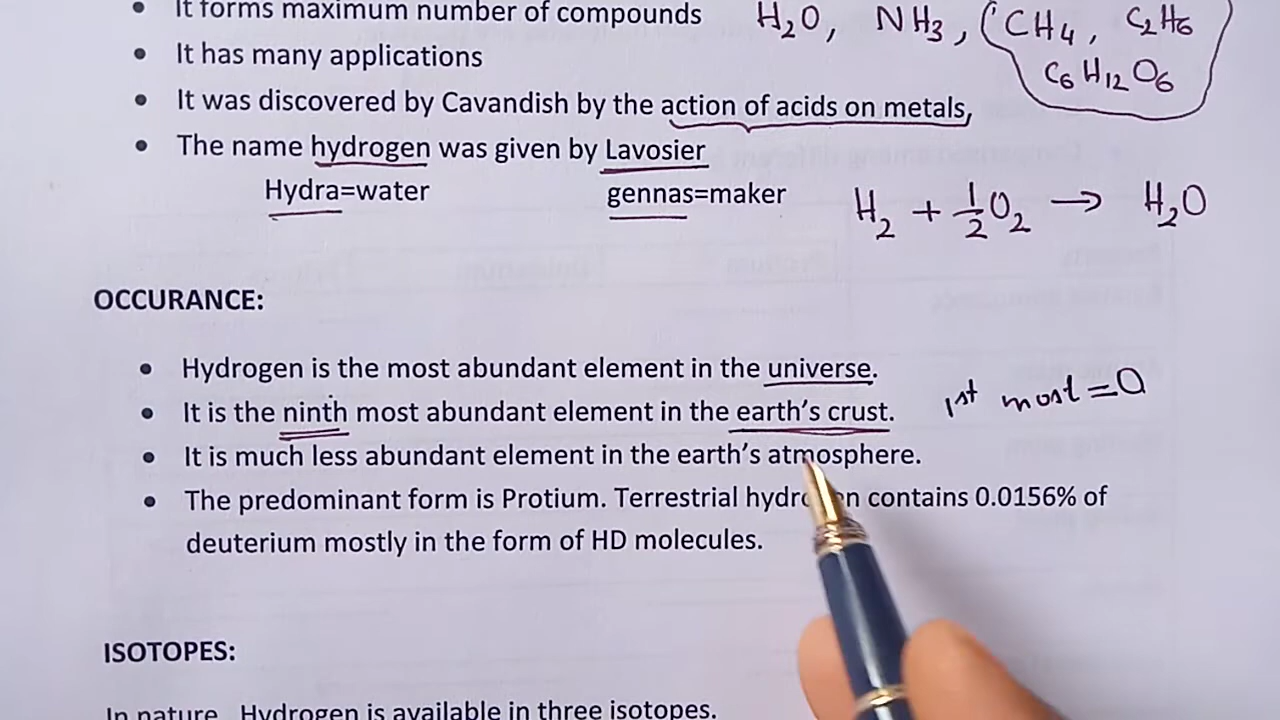 It forms maximum number of compounds H₂O, NH₃, CH₄, C₂H₆
C₆H₁₂O₆
It has many applications
It was discovered by Cavandish by the action of acids on metals,
The name hydrogen was given by Lavosier
Hydra=water gennas=maker H₂ + 1/2 O₂ → H₂O
OCCURANCE:
Hydrogen is the most abundant element in the universe.
It is the ninth most abundant element in the earth's crust. 1st most = O
It is much less abundant element in the earth's atmosphere.
The predominant form is Protium. Terrestrial hydrogen contains 0.0156% of
deuterium mostly in the form of HD molecules.
ISOTOPES:
In nature, Hydrogen is available in three isotopes.